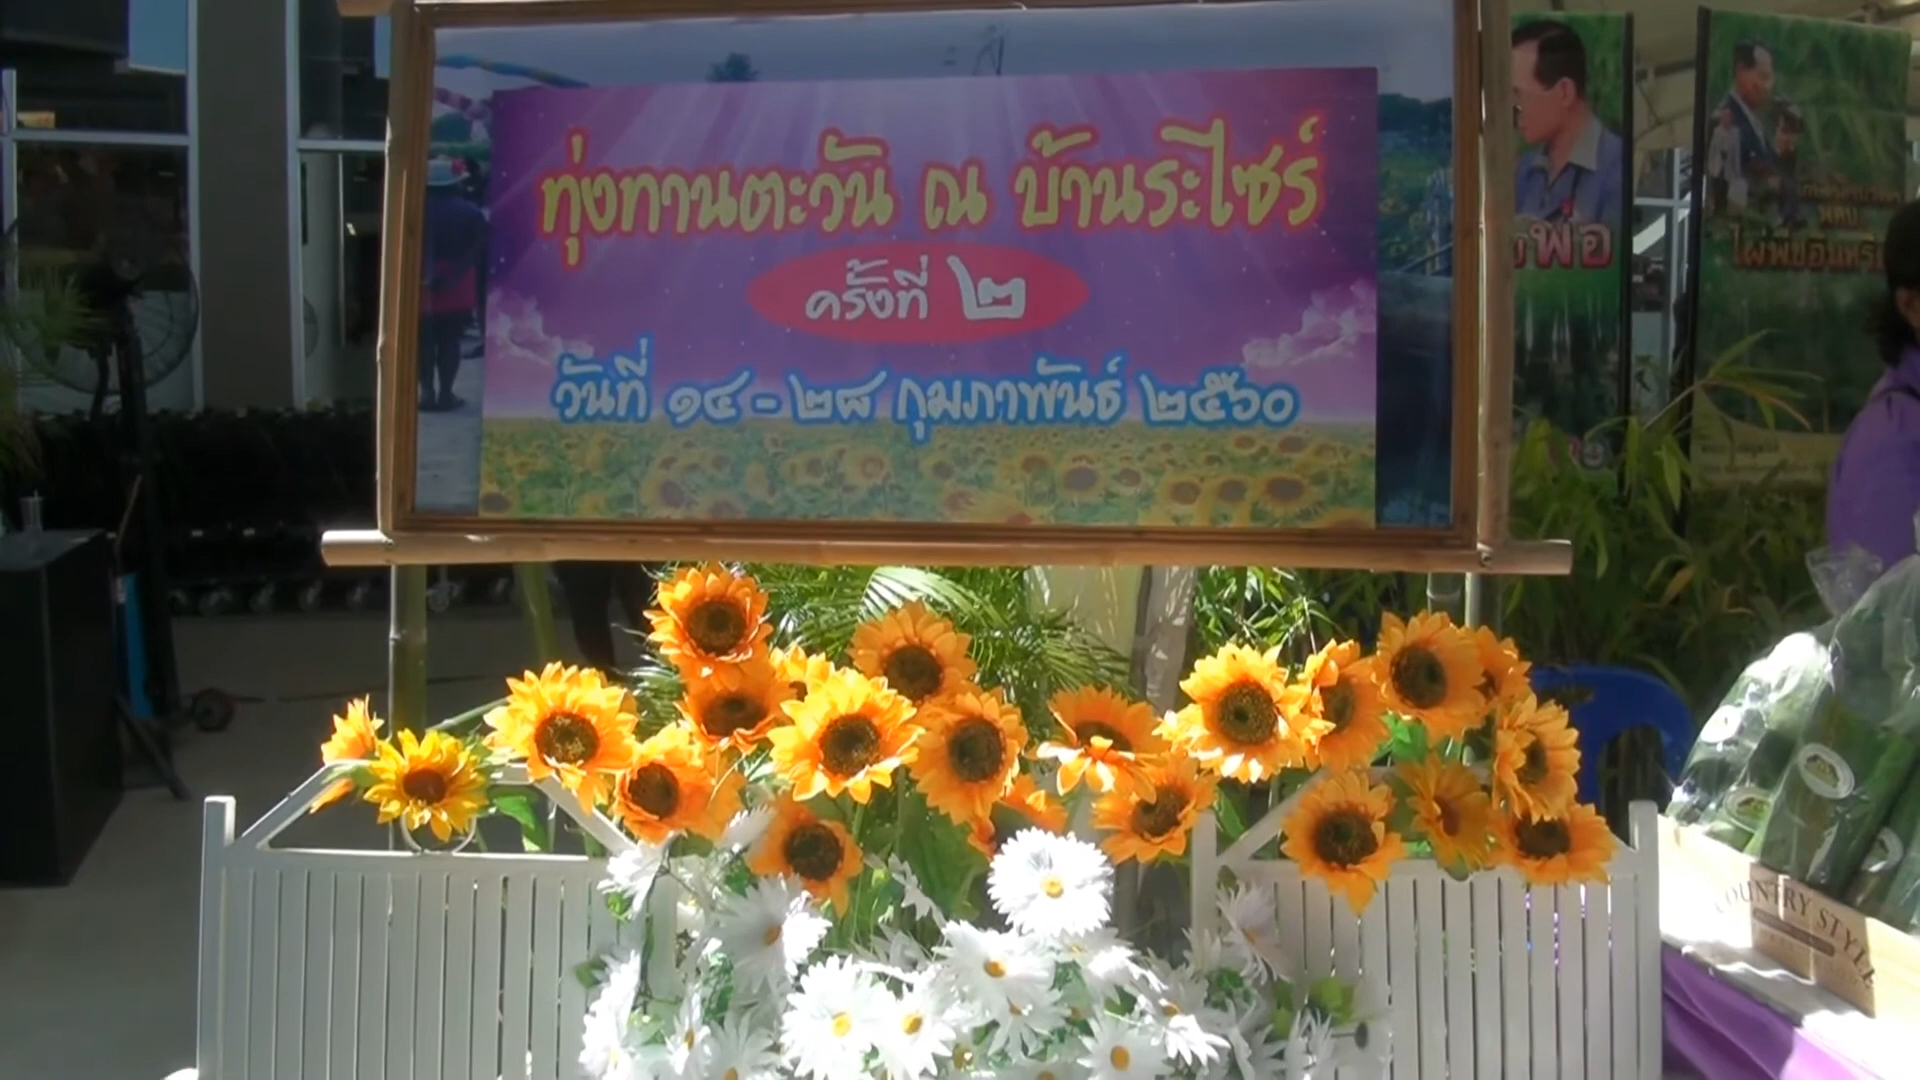 ทุ่งทานตะวัน ณ บ้านระไซร์
ครั้งที่ ๒
วันที่ ๑๔ - ๒๘ กุมภาพันธ์ ๒๕๖๐
พ่อ
COUNTRY STYLE